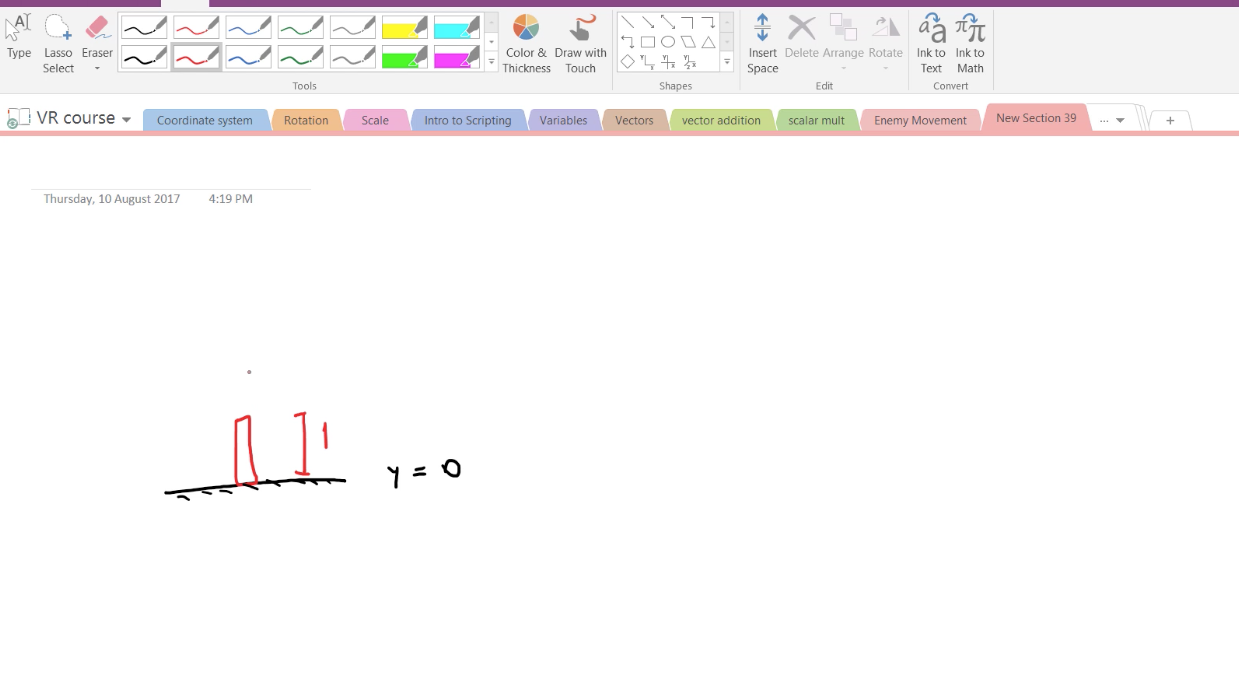 Type
Lasso Select
Eraser
Color & Thickness
Draw with Touch
Insert Space
Delete
Arrange
Rotate
Ink to Text
Ink to Math
Tools
Shapes
Edit
Convert
VR course
Coordinate system
Rotation
Scale
Intro to Scripting
Variables
Vectors
vector addition
scalar mult
Enemy Movement
New Section 39
...
+
Thursday, 10 August 2017 4:19 PM
1
y = 0